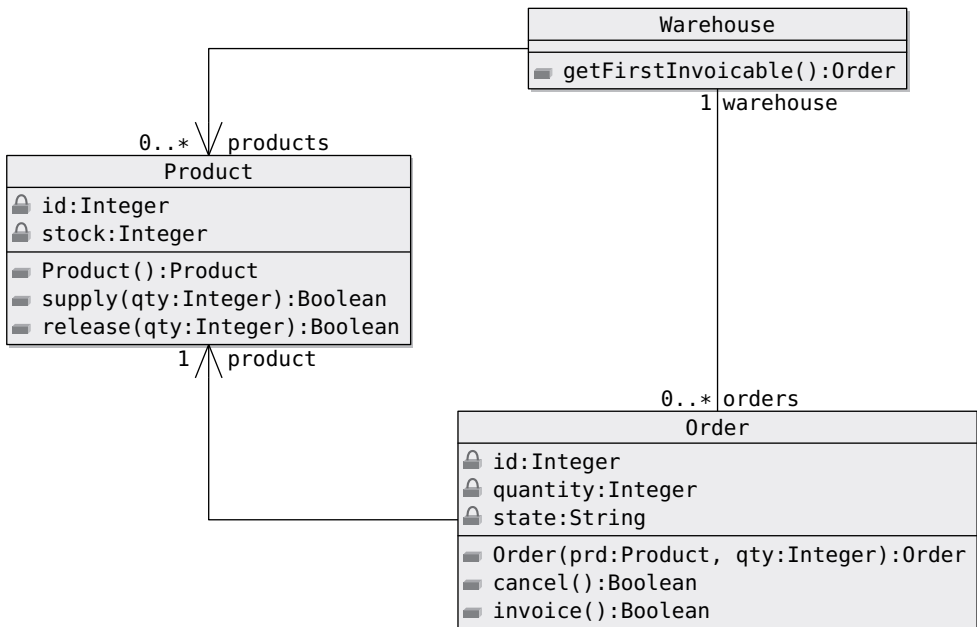 Warehouse
getFirstInvoicable():Order
1 warehouse
0..* products
Product
id:Integer
stock:Integer
Product():Product
supply(qty:Integer):Boolean
release(qty:Integer):Boolean
1 product
0..* orders
Order
id:Integer
quantity:Integer
state:String
Order(prd:Product, qty:Integer):Order
cancel():Boolean
invoice():Boolean